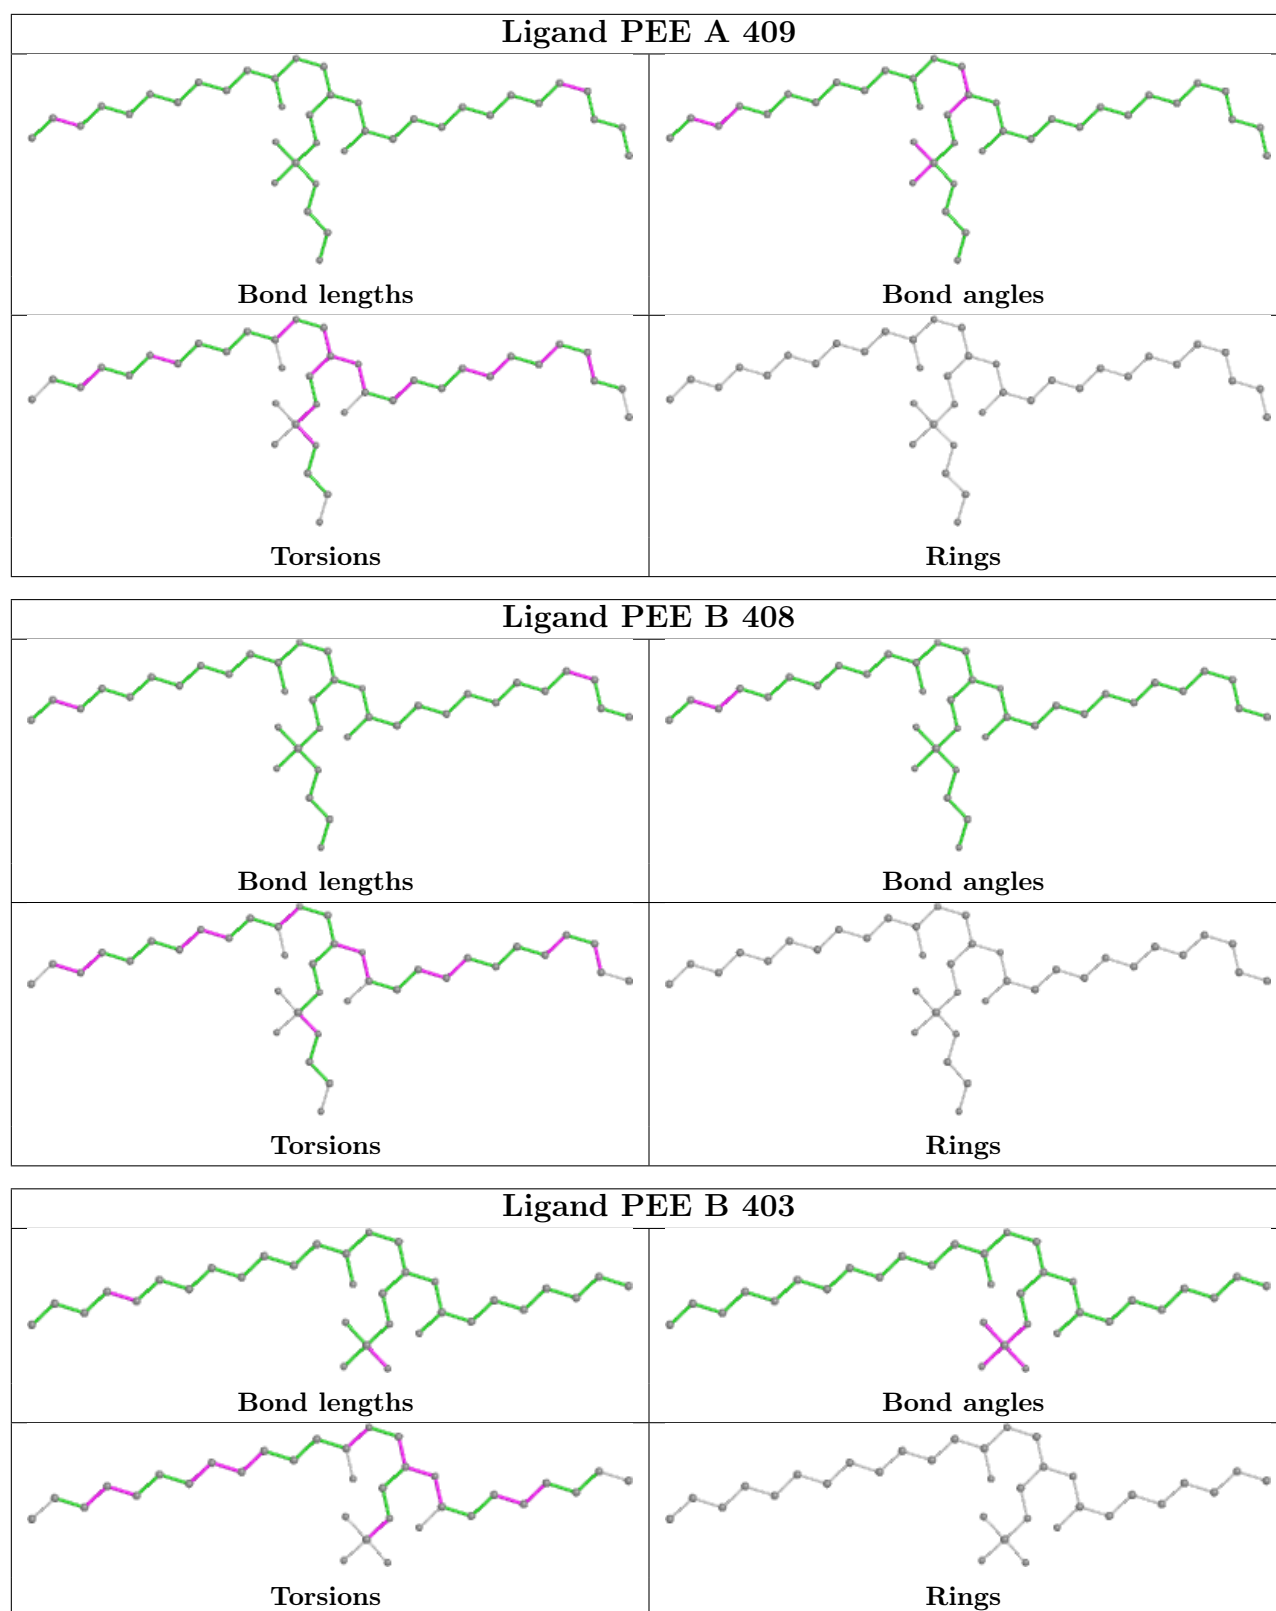 Ligand PEE A 409
Bond lengths
Bond angles
Torsions
Rings
Ligand PEE B 408
Bond lengths
Bond angles
Torsions
Rings
Ligand PEE B 403
Bond lengths
Bond angles
Torsions
Rings